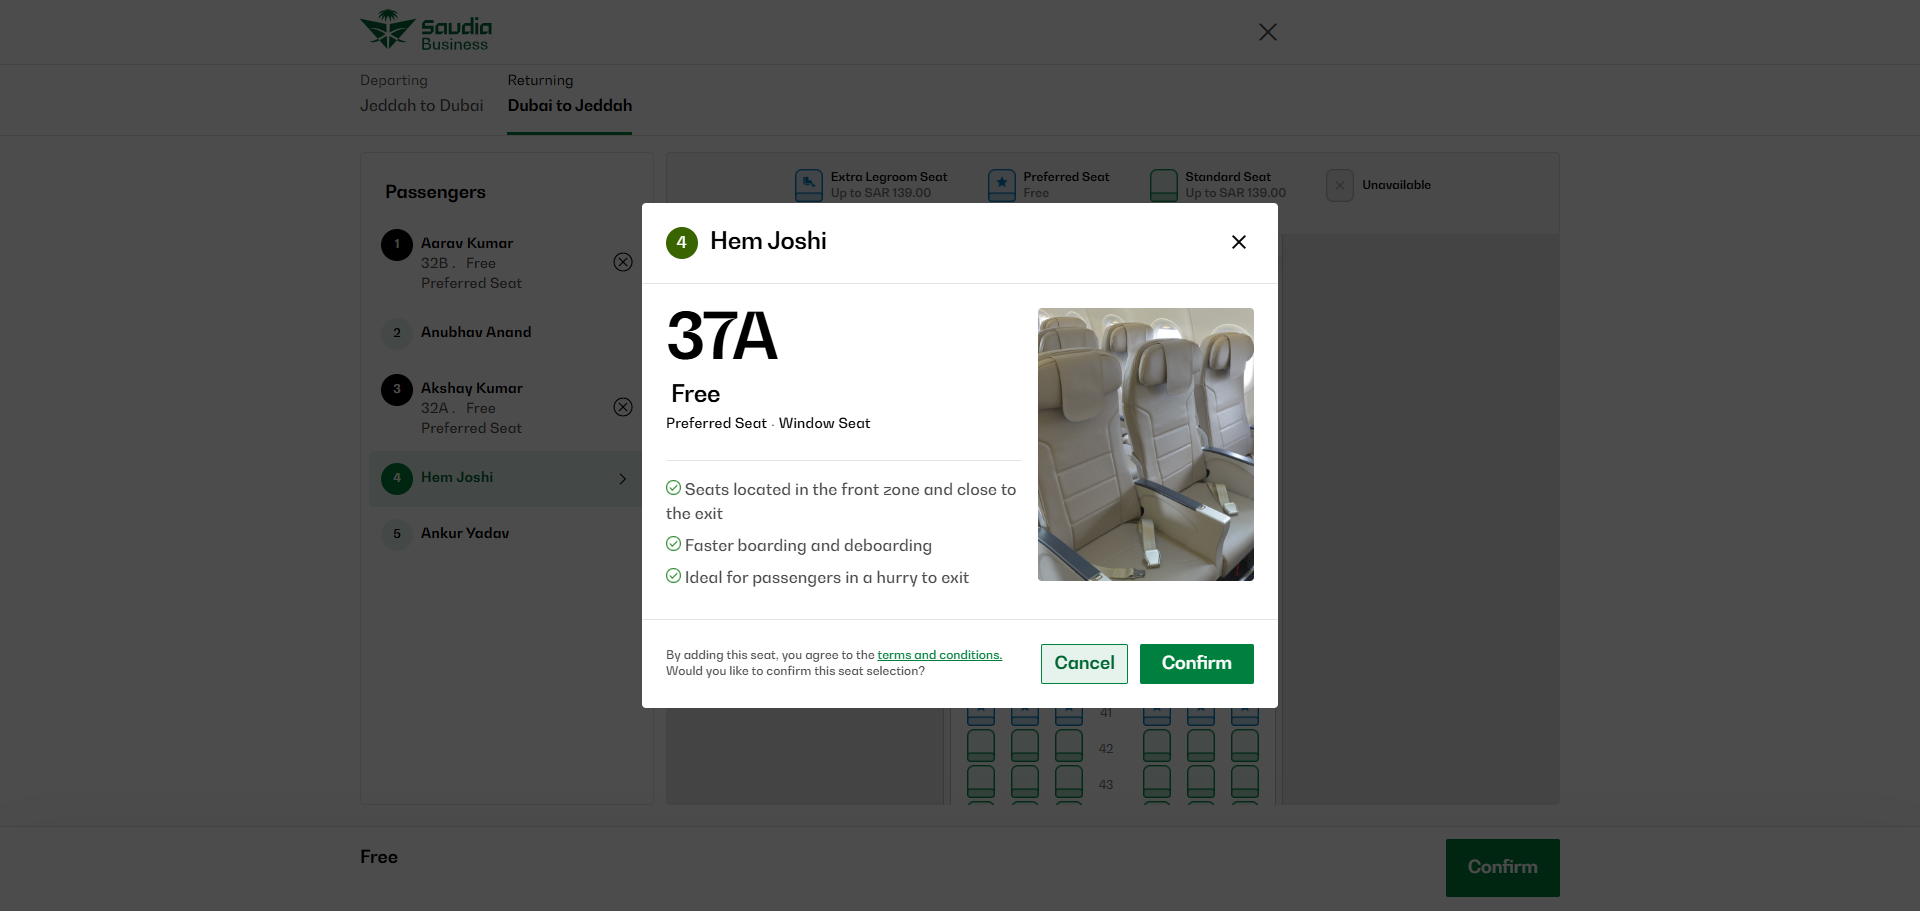 Saudia
Business
Departing
Jeddah to Dubai
Returning
Dubai to Jeddah
Passengers
1
Aarav Kumar
32B . Free
Preferred Seat
2
Anubhav Anand
3
Akshay Kumar
32A . Free
Preferred Seat
4
Hem Joshi
5
Ankur Yadav
Extra Legroom Seat
Up to SAR 139.00
Preferred Seat
Free
Standard Seat
Up to SAR 139.00
Unavailable
4 Hem Joshi
37A
Free
Preferred Seat · Window Seat
Seats located in the front zone and close to
the exit
Faster boarding and deboarding
Ideal for passengers in a hurry to exit
By adding this seat, you agree to the terms and conditions.
Would you like to confirm this seat selection?
Cancel
Confirm
41
42
43
Free
Confirm